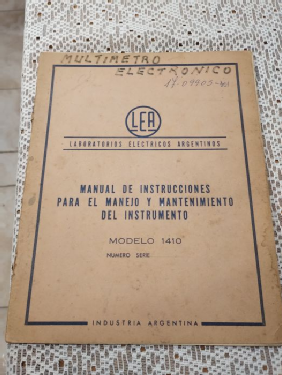 MULTIMETRO
ELECTRONICO
LEA
LABORATORIOS ELECTRICOS ARGENTINOS
MANUAL DE INSTRUCCIONES
PARA EL MANEJO Y MANTENIMIENTO
DEL INSTRUMENTO
MODELO 1410
NUMERO SERIE
INDUSTRIA ARGENTINA